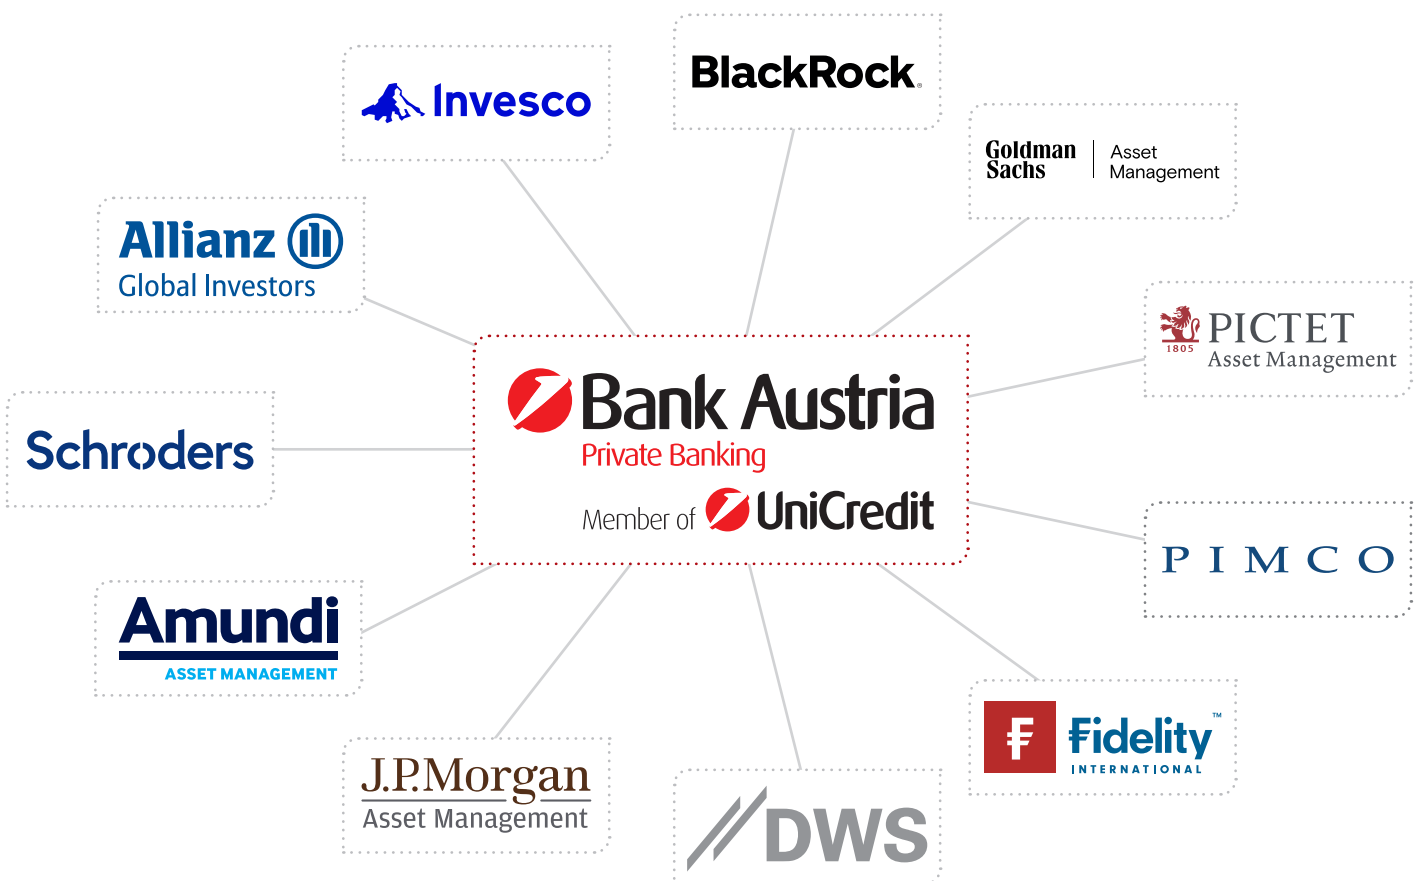 BlackRock®
Invesco
Goldman
Sachs
Asset
Management
Allianz
Global Investors
PICTET
1805
Asset Management
Bank Austria
Private Banking
Member of UniCredit
Schroders
PIMCO
Amundi
ASSET MANAGEMENT
Fidelity™
INTERNATIONAL
J.P.Morgan
Asset Management
DWS